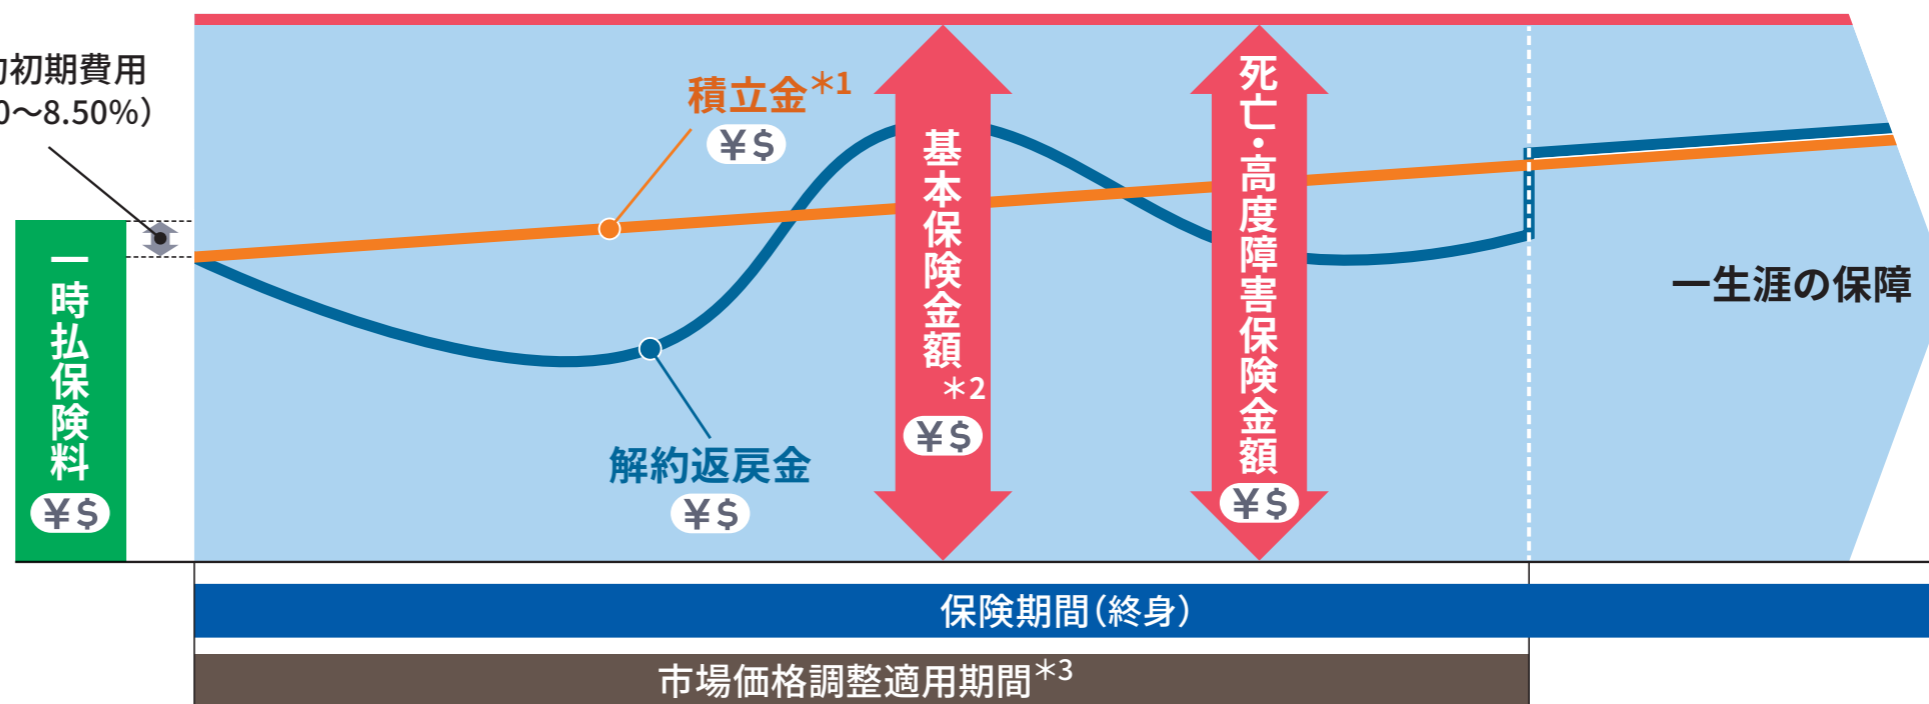 初期費用
～8.50%）
積立金＊1
¥$
一時払保険料
¥$
解約返戻金
¥$
基本保険金額
＊2
¥$
死亡・高度障害保険金額
¥$
一生涯の保障
保険期間（終身）
市場価格調整適用期間＊3